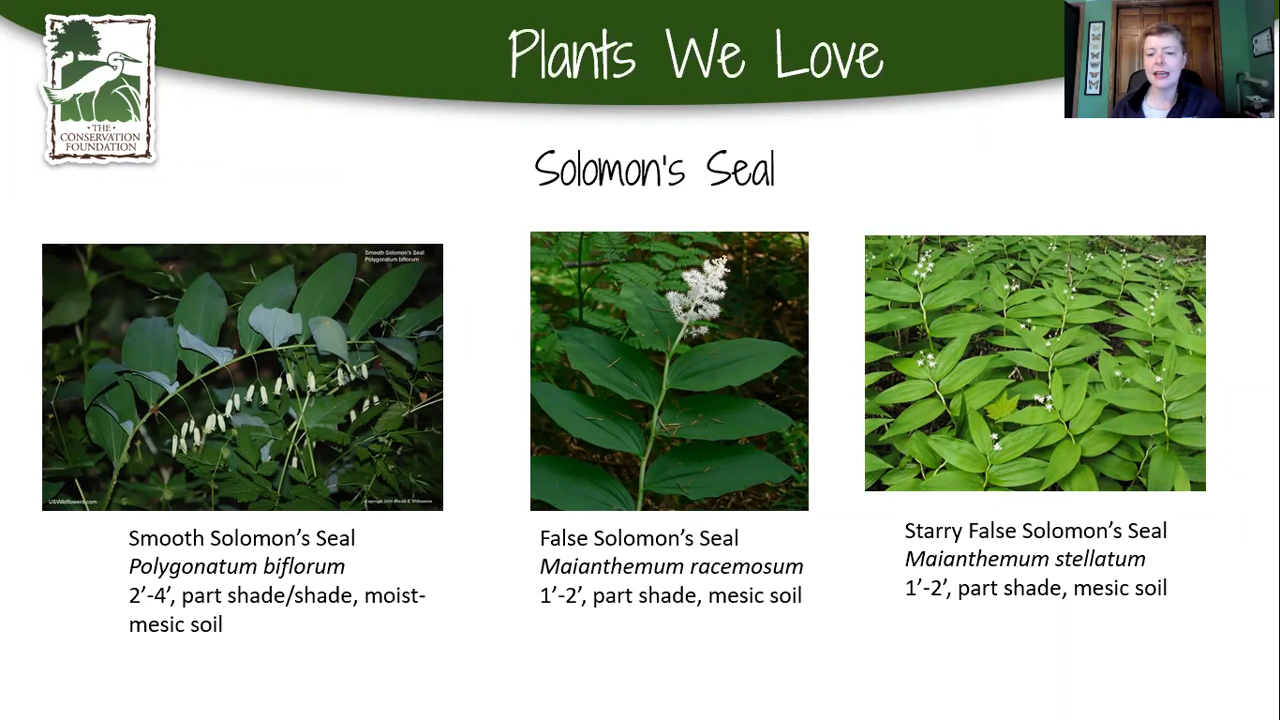 Plants We Love
• THE •
CONSERVATION
FOUNDATION
Solomon's Seal
Smooth Solomon's Seal
Polygonatum biflorum
USWildflowers.com
Smooth Solomon's Seal
Polygonatum biflorum
2'-4', part shade/shade, moist-
mesic soil
False Solomon's Seal
Maianthemum racemosum
1'-2', part shade, mesic soil
Starry False Solomon's Seal
Maianthemum stellatum
1'-2', part shade, mesic soil